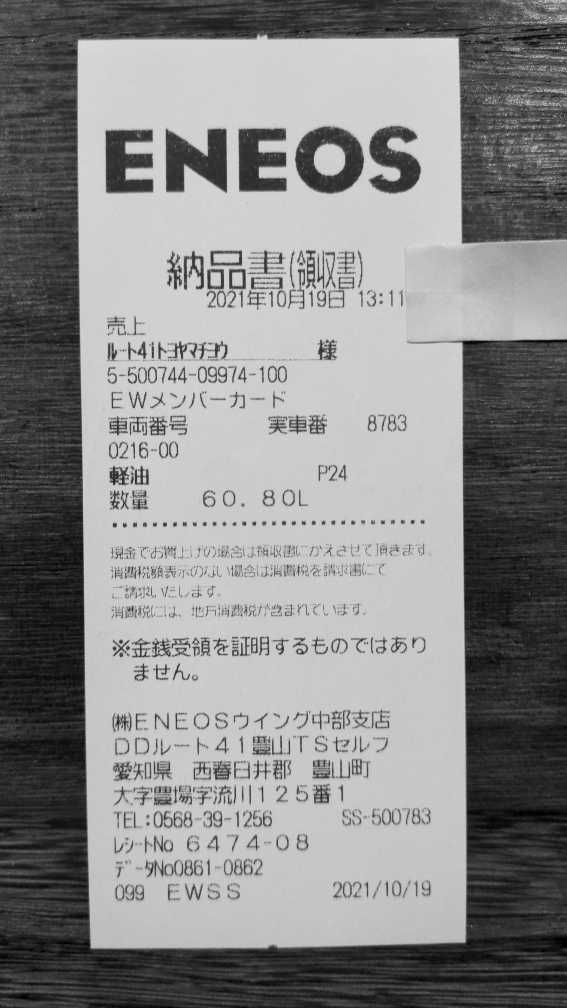 ENEOS
納品書(領収書)
2021年10月19日 13:11
売上
ルート41トヨヤマチヨウ 様
5-500744-09974-100
EWメンバーカード
車両番号 実車番 8783
0216-00
軽油 P24
数量 60.80L
現金でお買上げの場合は領収書にかえさせて頂きます。
消費税額表示のない場合は消費税を請求書にて
ご請求いたします。
消費税には、地方消費税が含まれています。
※金銭受領を証明するものではあり
ません。
㈱ENEOSウイング中部支店
DDルート41豊山TSセルフ
愛知県 西春日井郡 豊山町
大字豊場字流川125番1
TEL:0568-39-1256 SS-500783
レシートNo 6474-08
データNo0861-0862
099 EWSS 2021/10/19